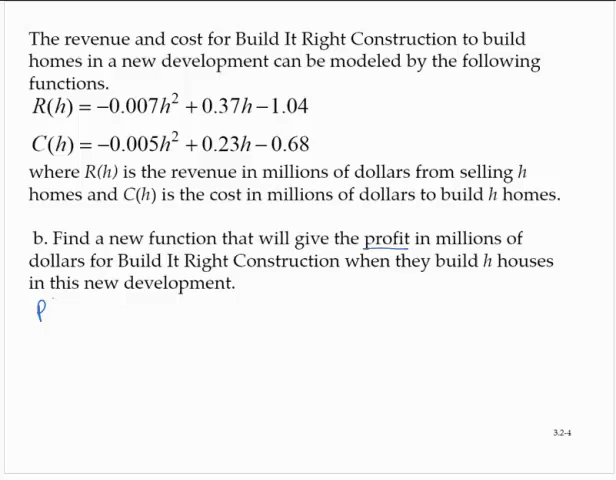 The revenue and cost for Build It Right Construction to build
homes in a new development can be modeled by the following
functions.
R(h) = −0.007h² + 0.37h − 1.04
C(h) = −0.005h² + 0.23h − 0.68
where R(h) is the revenue in millions of dollars from selling h
homes and C(h) is the cost in millions of dollars to build h homes.
b. Find a new function that will give the profit in millions of
dollars for Build It Right Construction when they build h houses
in this new development.
P
3.2-4